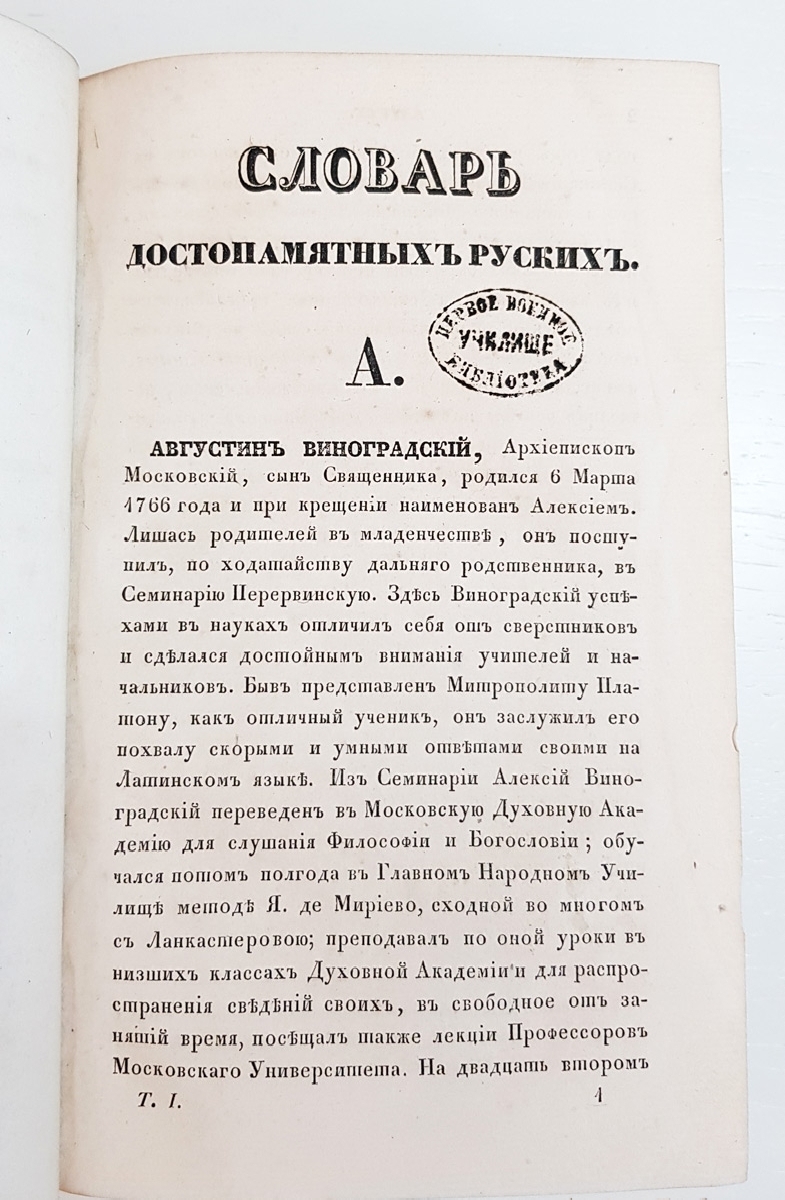 СЛОВАРЬ
ДОСТОПАМЯТНЫХЪ РУСКИХЪ.
А.
ПЕРВОЕ ВОЕННОЕ
УЧИЛИЩЕ
БИБЛІОТЕКА
АВГУСТИНЪ ВИНОГРАДСКІЙ, Архіепископъ
Московскій, сынъ Священника, родился 6 Марта
1766 года и при крещеніи наименованъ Алексіемъ.
Лишась родителей въ младенчествѣ, онъ посту-
пилъ, по ходатайству дальняго родственника, въ
Семинарію Перервинскую. Здѣсь Виноградскій успѣ-
хами въ наукахъ отличилъ себя отъ сверстниковъ
и сдѣлался достойнымъ вниманія учителей и на-
чальниковъ. Бывъ представленъ Митрополиту Пла-
тону, какъ отличный ученикъ, онъ заслужилъ его
похвалу скорыми и умными отвѣтами своими на
Латинскомъ языкѣ. Изъ Семинаріи Алексій Вино-
градскій переведенъ въ Московскую Духовную Ака-
демію для слушанія Философіи и Богословіи; обу-
чался потомъ полгода въ Главномъ Народномъ Учи-
лищѣ методѣ Я. де Миріево, сходной во многомъ
съ Ланкастеровою; преподавалъ по оной уроки въ
низшихъ классахъ Духовной Академіи и для распро-
страненія свѣдѣній своихъ, въ свободное отъ за-
нятій время, посѣщалъ также лекціи Профессоровъ
Московскаго Университета. На двадцать второмъ
Т. I.
1